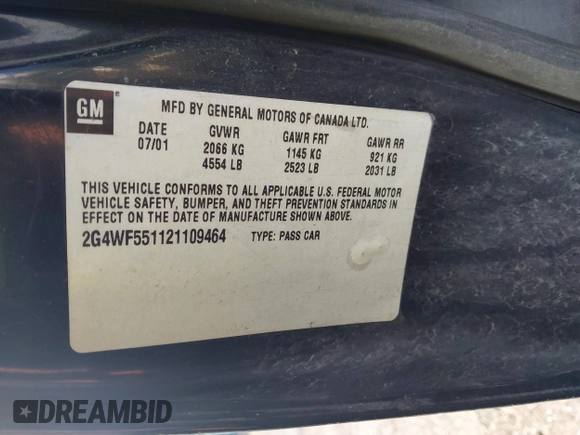 GM
MFD BY GENERAL MOTORS OF CANADA LTD.
DATE GVWR GAWR FRT GAWR RR
07/01 2066 KG 1145 KG 921 KG
4554 LB 2523 LB 2031 LB
THIS VEHICLE CONFORMS TO ALL APPLICABLE U.S. FEDERAL MOTOR
VEHICLE SAFETY, BUMPER, AND THEFT PREVENTION STANDARDS IN
EFFECT ON THE DATE OF MANUFACTURE SHOWN ABOVE.
2G4WF551121109464 TYPE: PASS CAR
DREAMBID